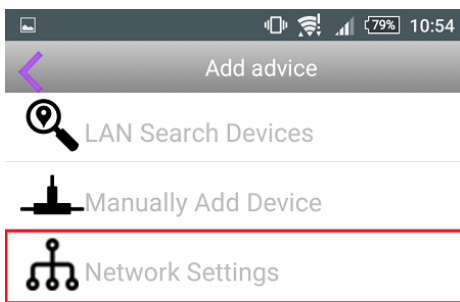 79% 10:54
Add advice
LAN Search Devices
Manually Add Device
Network Settings